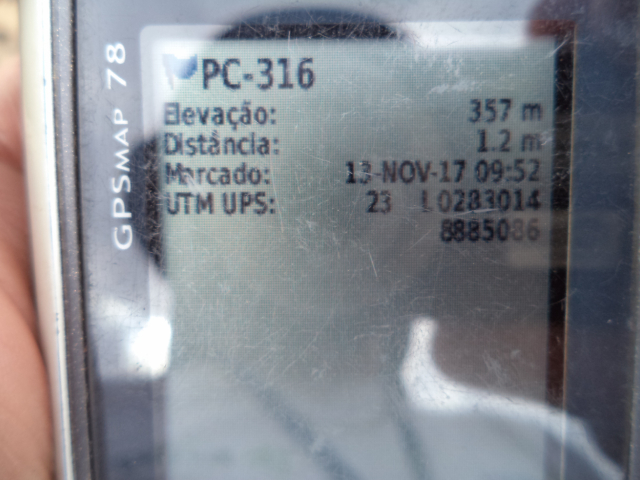 GPSMAP 78
PC-316
Elevação: 357 m
Distância: 1.2 m
Marcado: 13-NOV-17 09:52
UTM UPS: 23 L 0283014
8885086